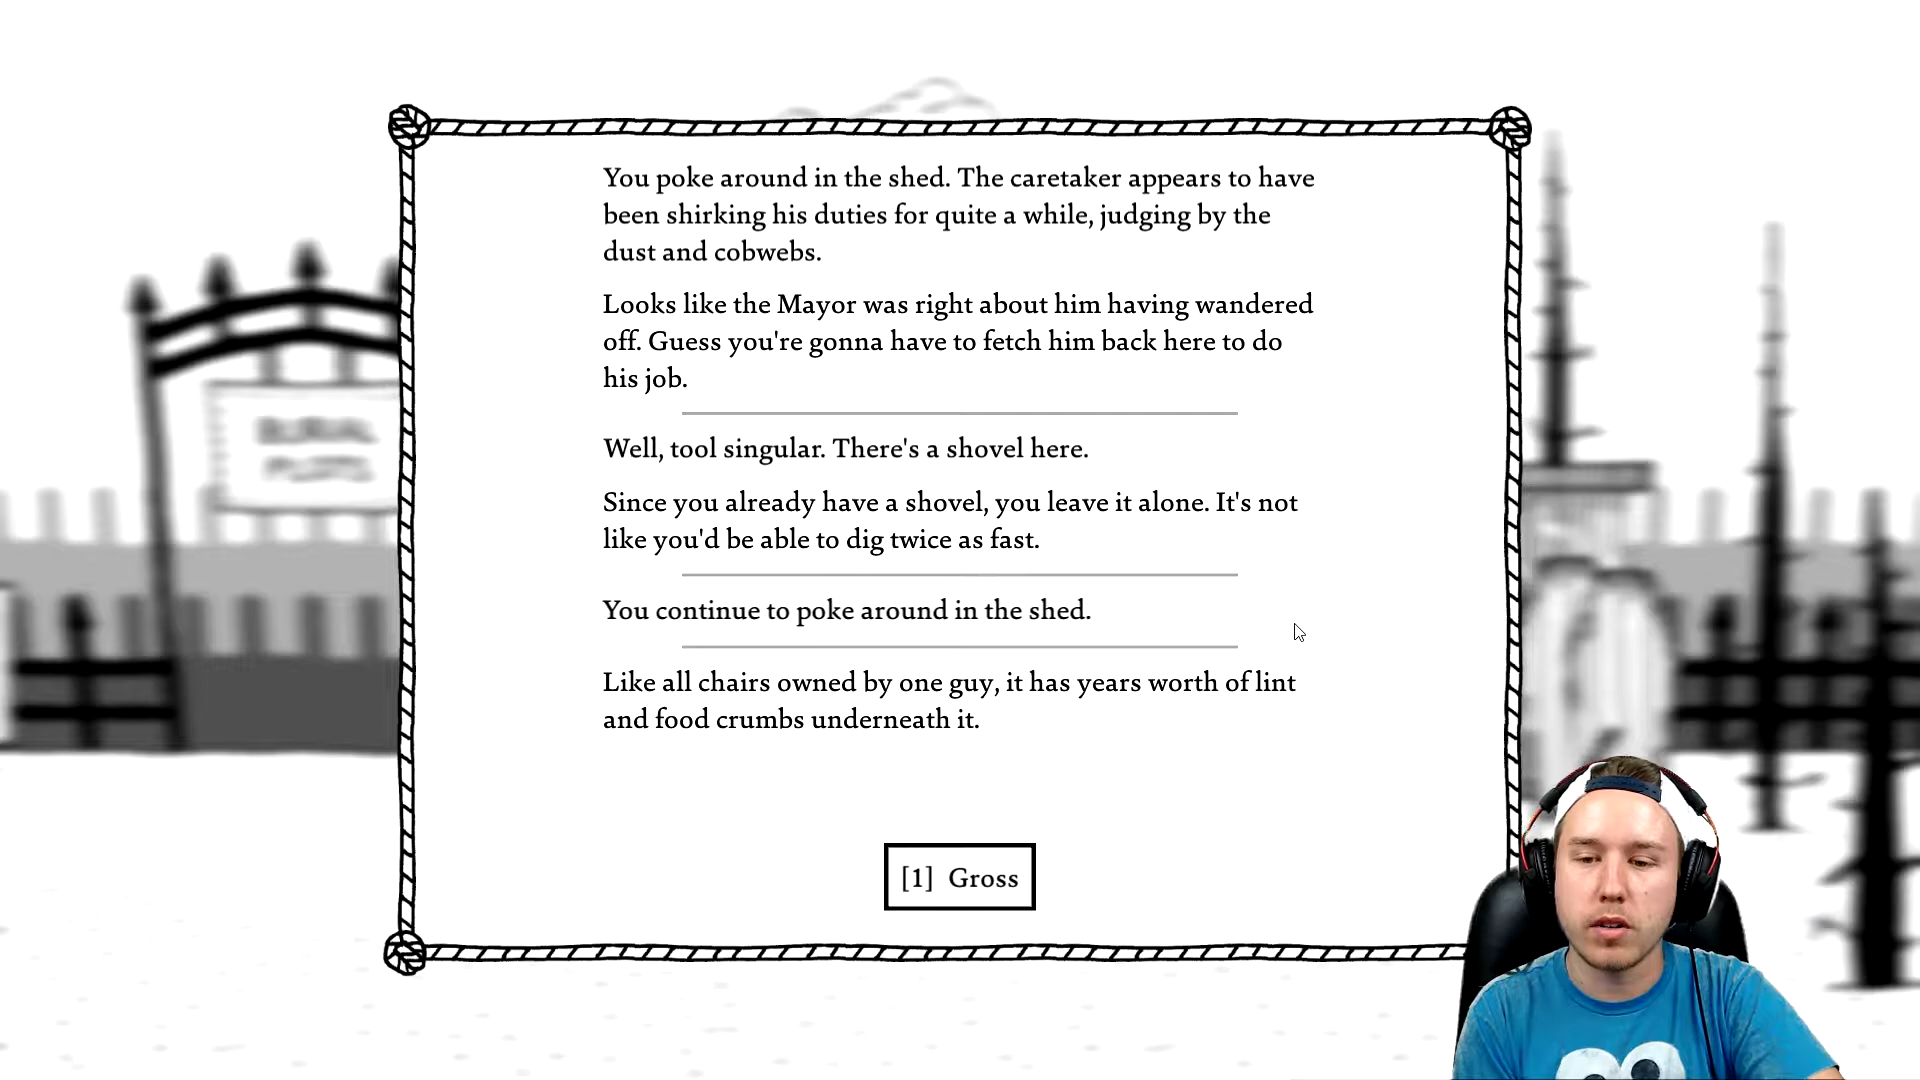 You poke around in the shed. The caretaker appears to have
been shirking his duties for quite a while, judging by the
dust and cobwebs.
Looks like the Mayor was right about him having wandered
off. Guess you're gonna have to fetch him back here to do
his job.
Well, tool singular. There's a shovel here.
Since you already have a shovel, you leave it alone. It's not
like you'd be able to dig twice as fast.
You continue to poke around in the shed.
Like all chairs owned by one guy, it has years worth of lint
and food crumbs underneath it.
[1] Gross
BURIAL
PLOTS